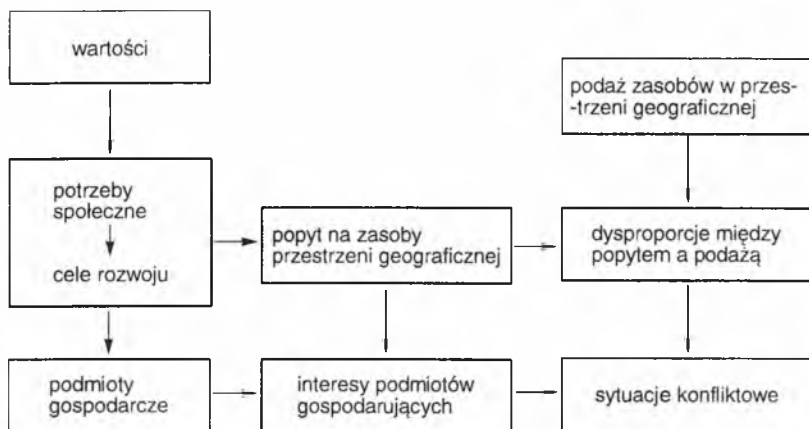 wartości
podaż zasobów w przes-
-trzeni geograficznej
potrzeby
społeczne
cele rozwoju
popyt na zasoby
przestrzeni geograficznej
dysproporcje między
popytem a podażą
podmioty
gospodarcze
interesy podmiotów
gospodarujących
sytuacje konfliktowe